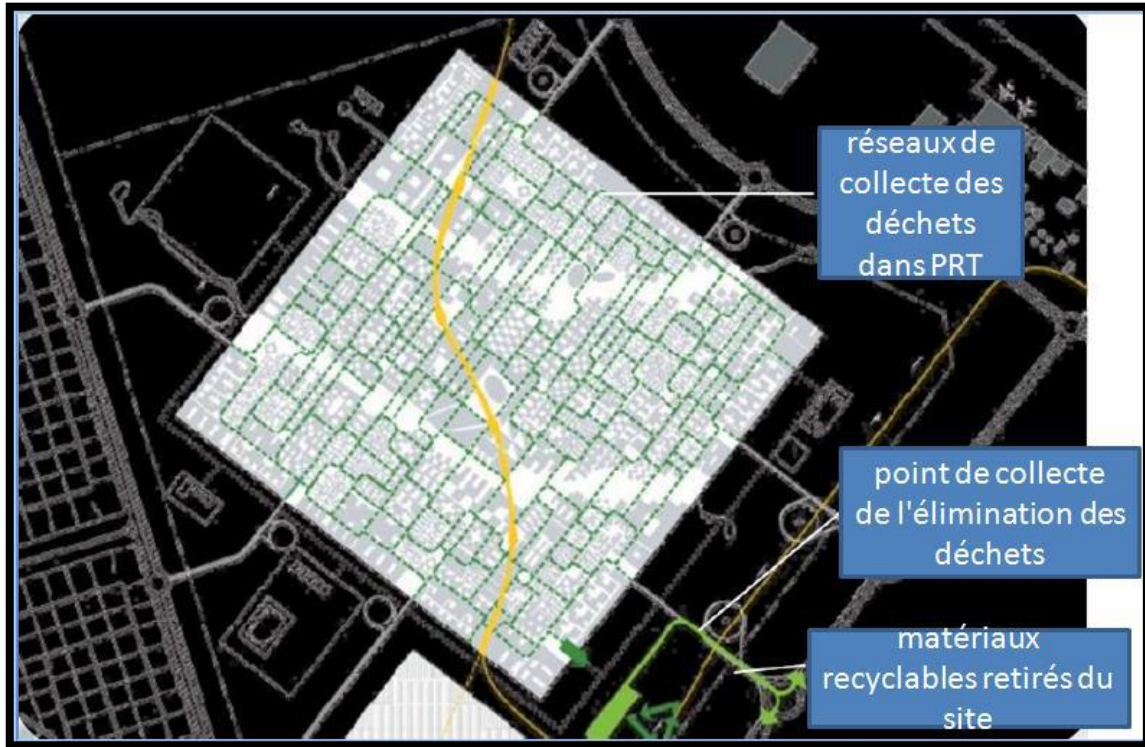 réseaux de
collecte des
déchets
dans PRT
point de collecte
de l'élimination des
déchets
matériaux
recyclables retirés du
site